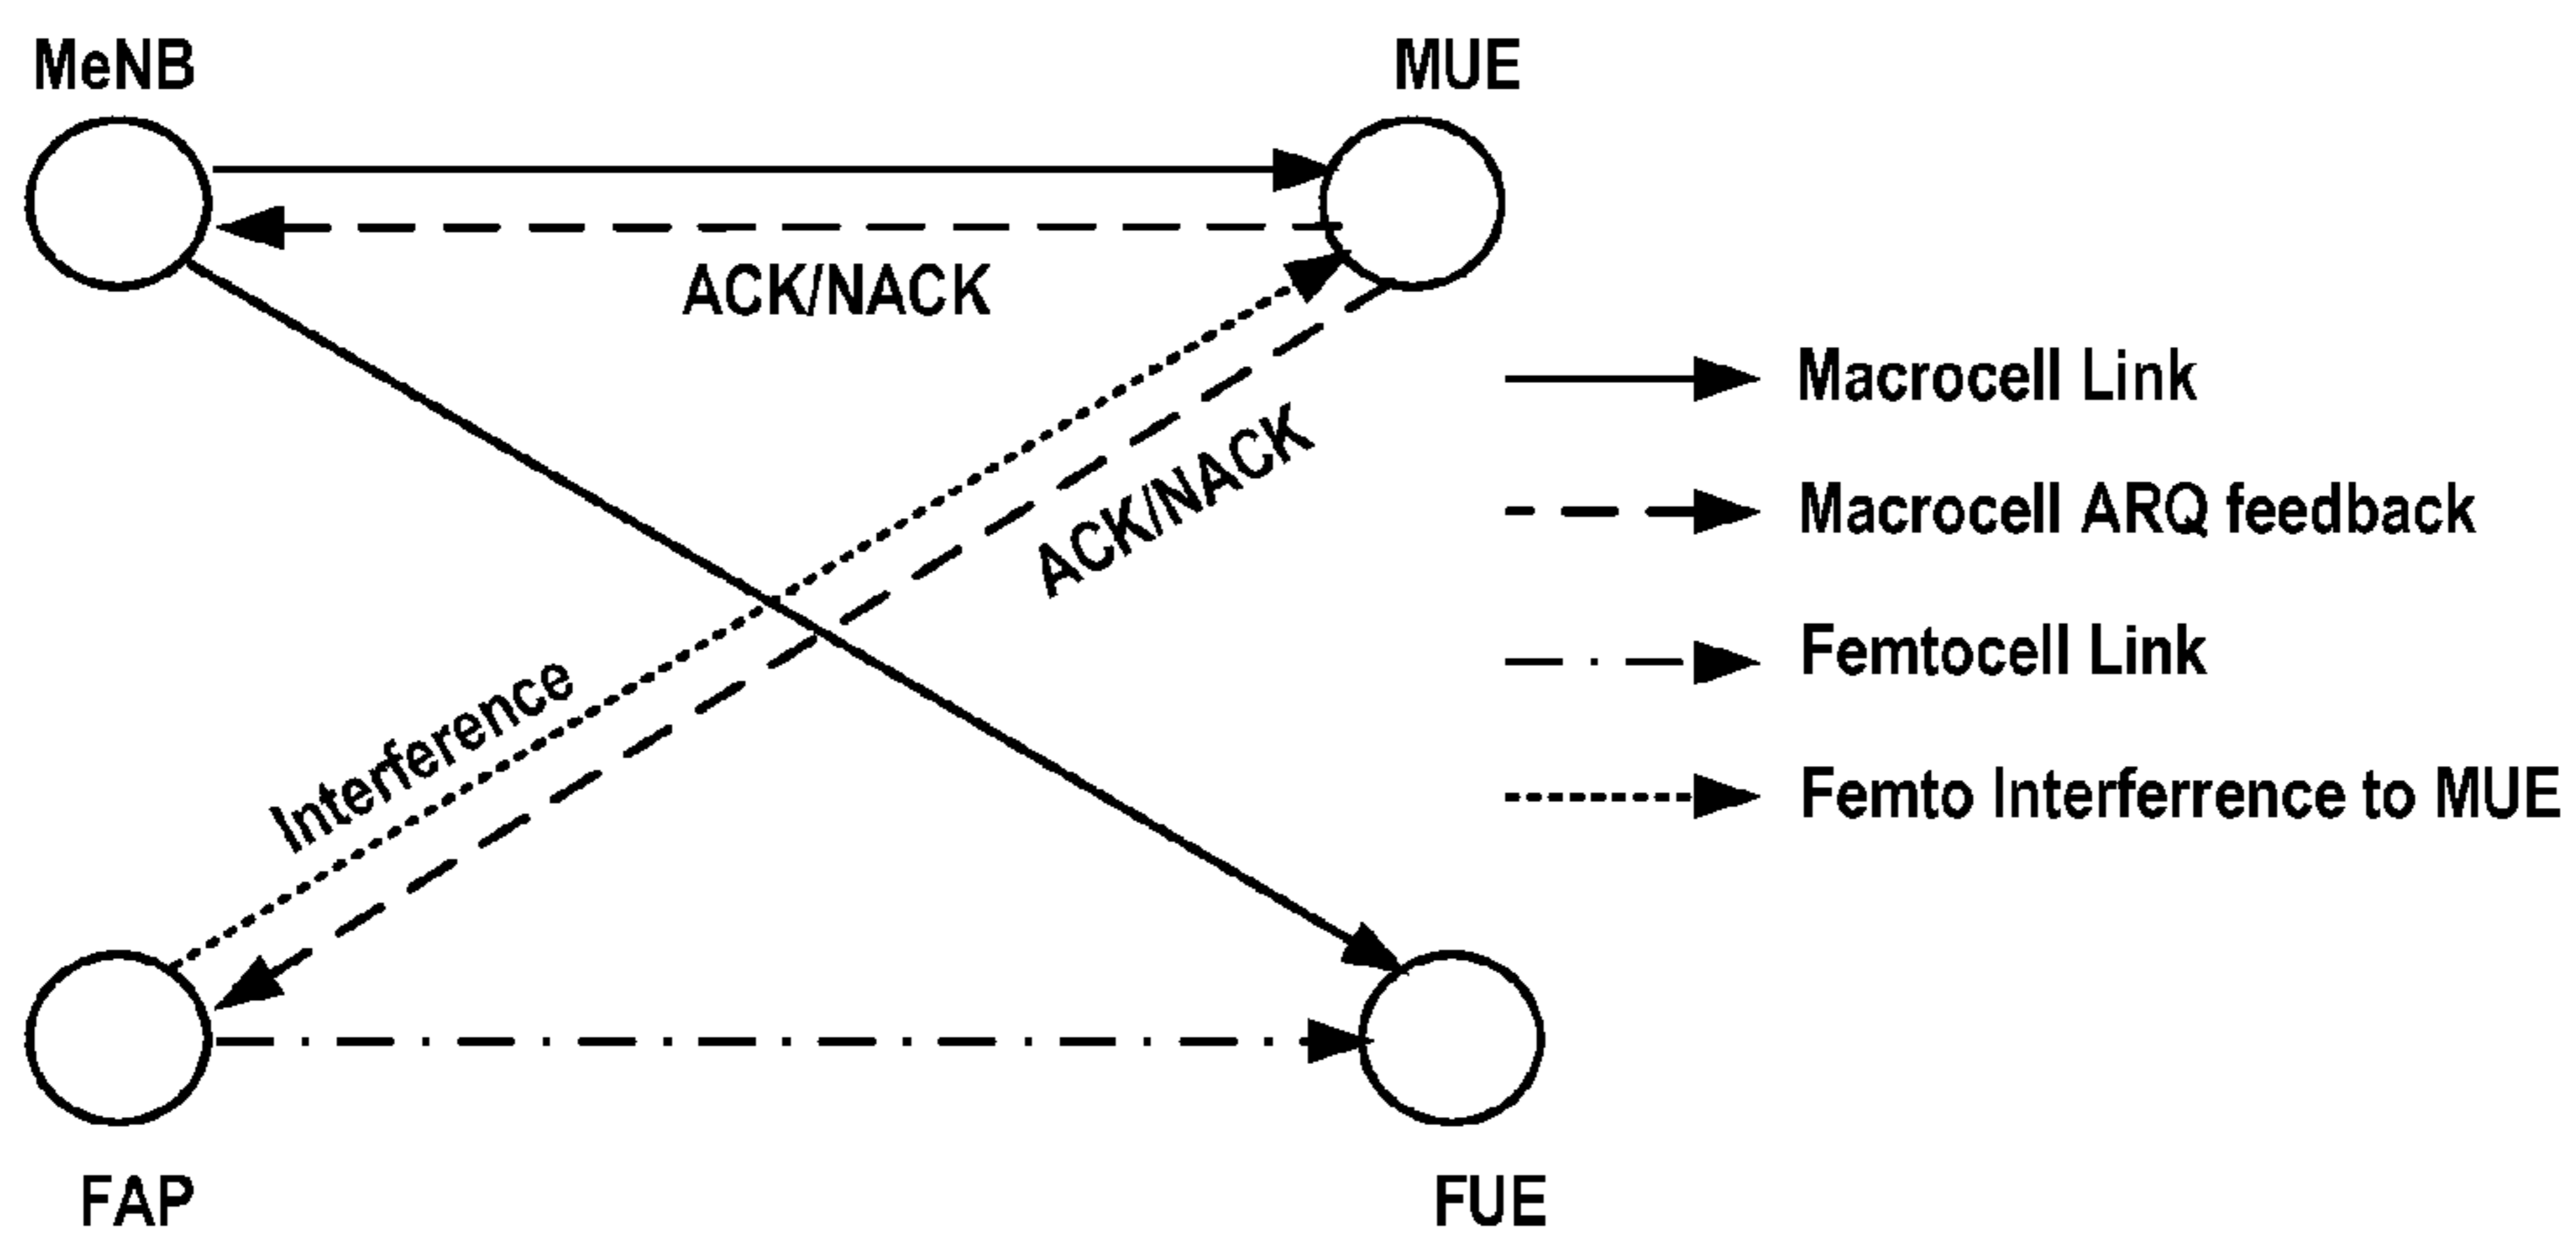 MeNB
MUE
ACK/NACK
Macrocell Link
ACK/NACK
Macrocell ARQ feedback
Interference
Femtocell Link
Femto Interferrence to MUE
FAP
FUE